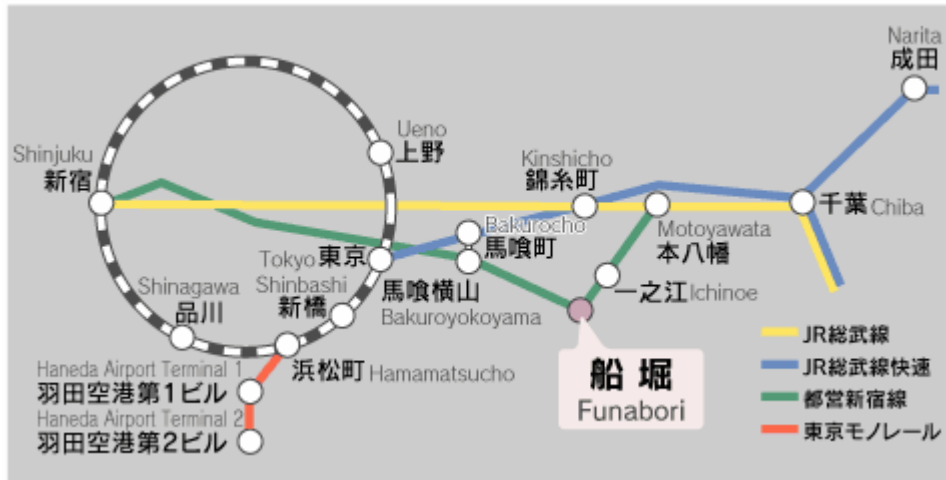 Narita
成田
Ueno
上野
Shinjuku
新宿
Kinshicho
錦糸町
千葉 Chiba
Bakurocho
馬喰町
Motoyawata
本八幡
Tokyo 東京
Shinbashi
新橋
馬喰横山
Bakuroyokoyama
一之江 Ichinoe
Shinagawa
品川
船堀
Funabori
浜松町 Hamamatsucho
Haneda Airport Terminal 1
羽田空港第1ビル
Haneda Airport Terminal 2
羽田空港第2ビル
JR総武線
JR総武線快速
都営新宿線
東京モノレール